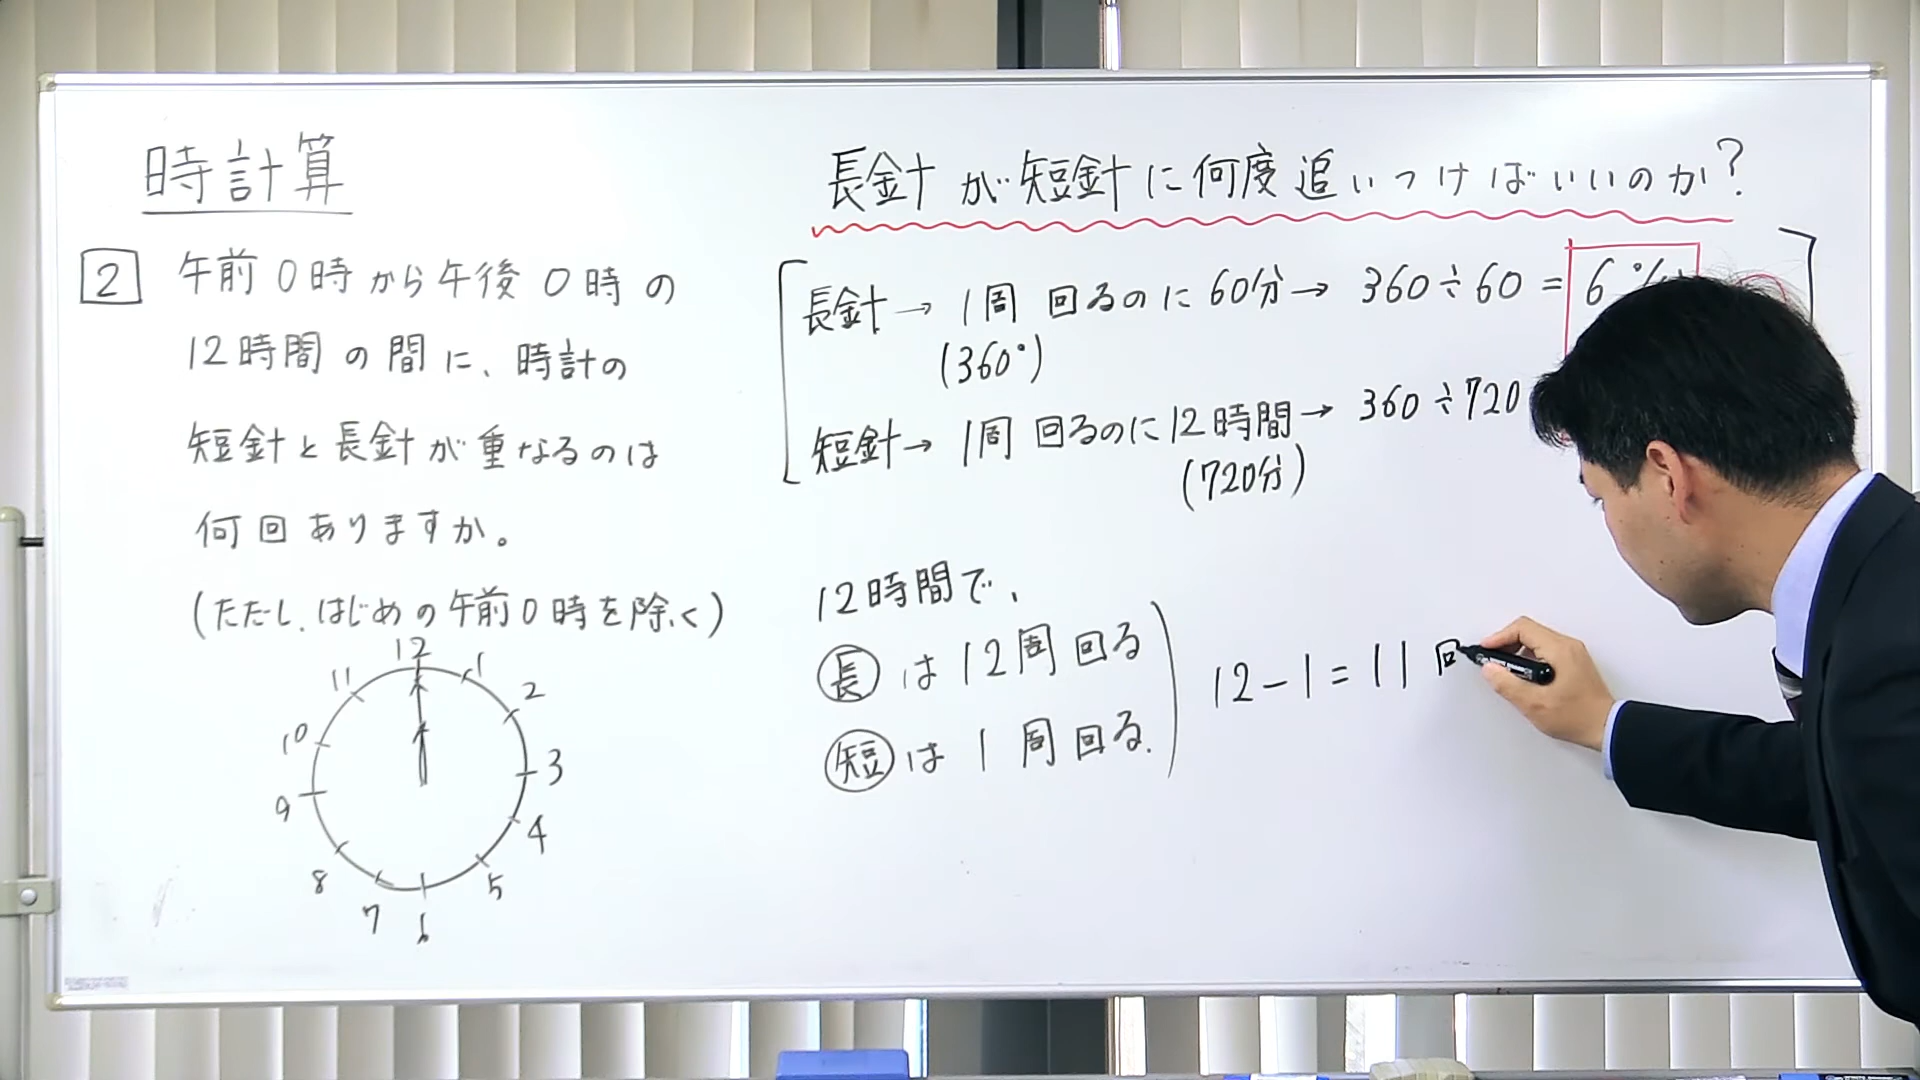 時計算
2 午前0時から午後0時の
12時間の間に、時計の
短針と長針が重なるのは
何回ありますか。
(ただし、はじめの午前0時を除く)
12
1
2
3
4
5
6
7
8
9
10
11
長針が短針に何度追いつけばいいのか?
長針→1周回るのに60分→ 360÷60=6°/
(360°)
短針→1周回るのに12時間→ 360÷720
(720分)
12時間で、
長は12周回る
短は1周回る.
12-1=11回